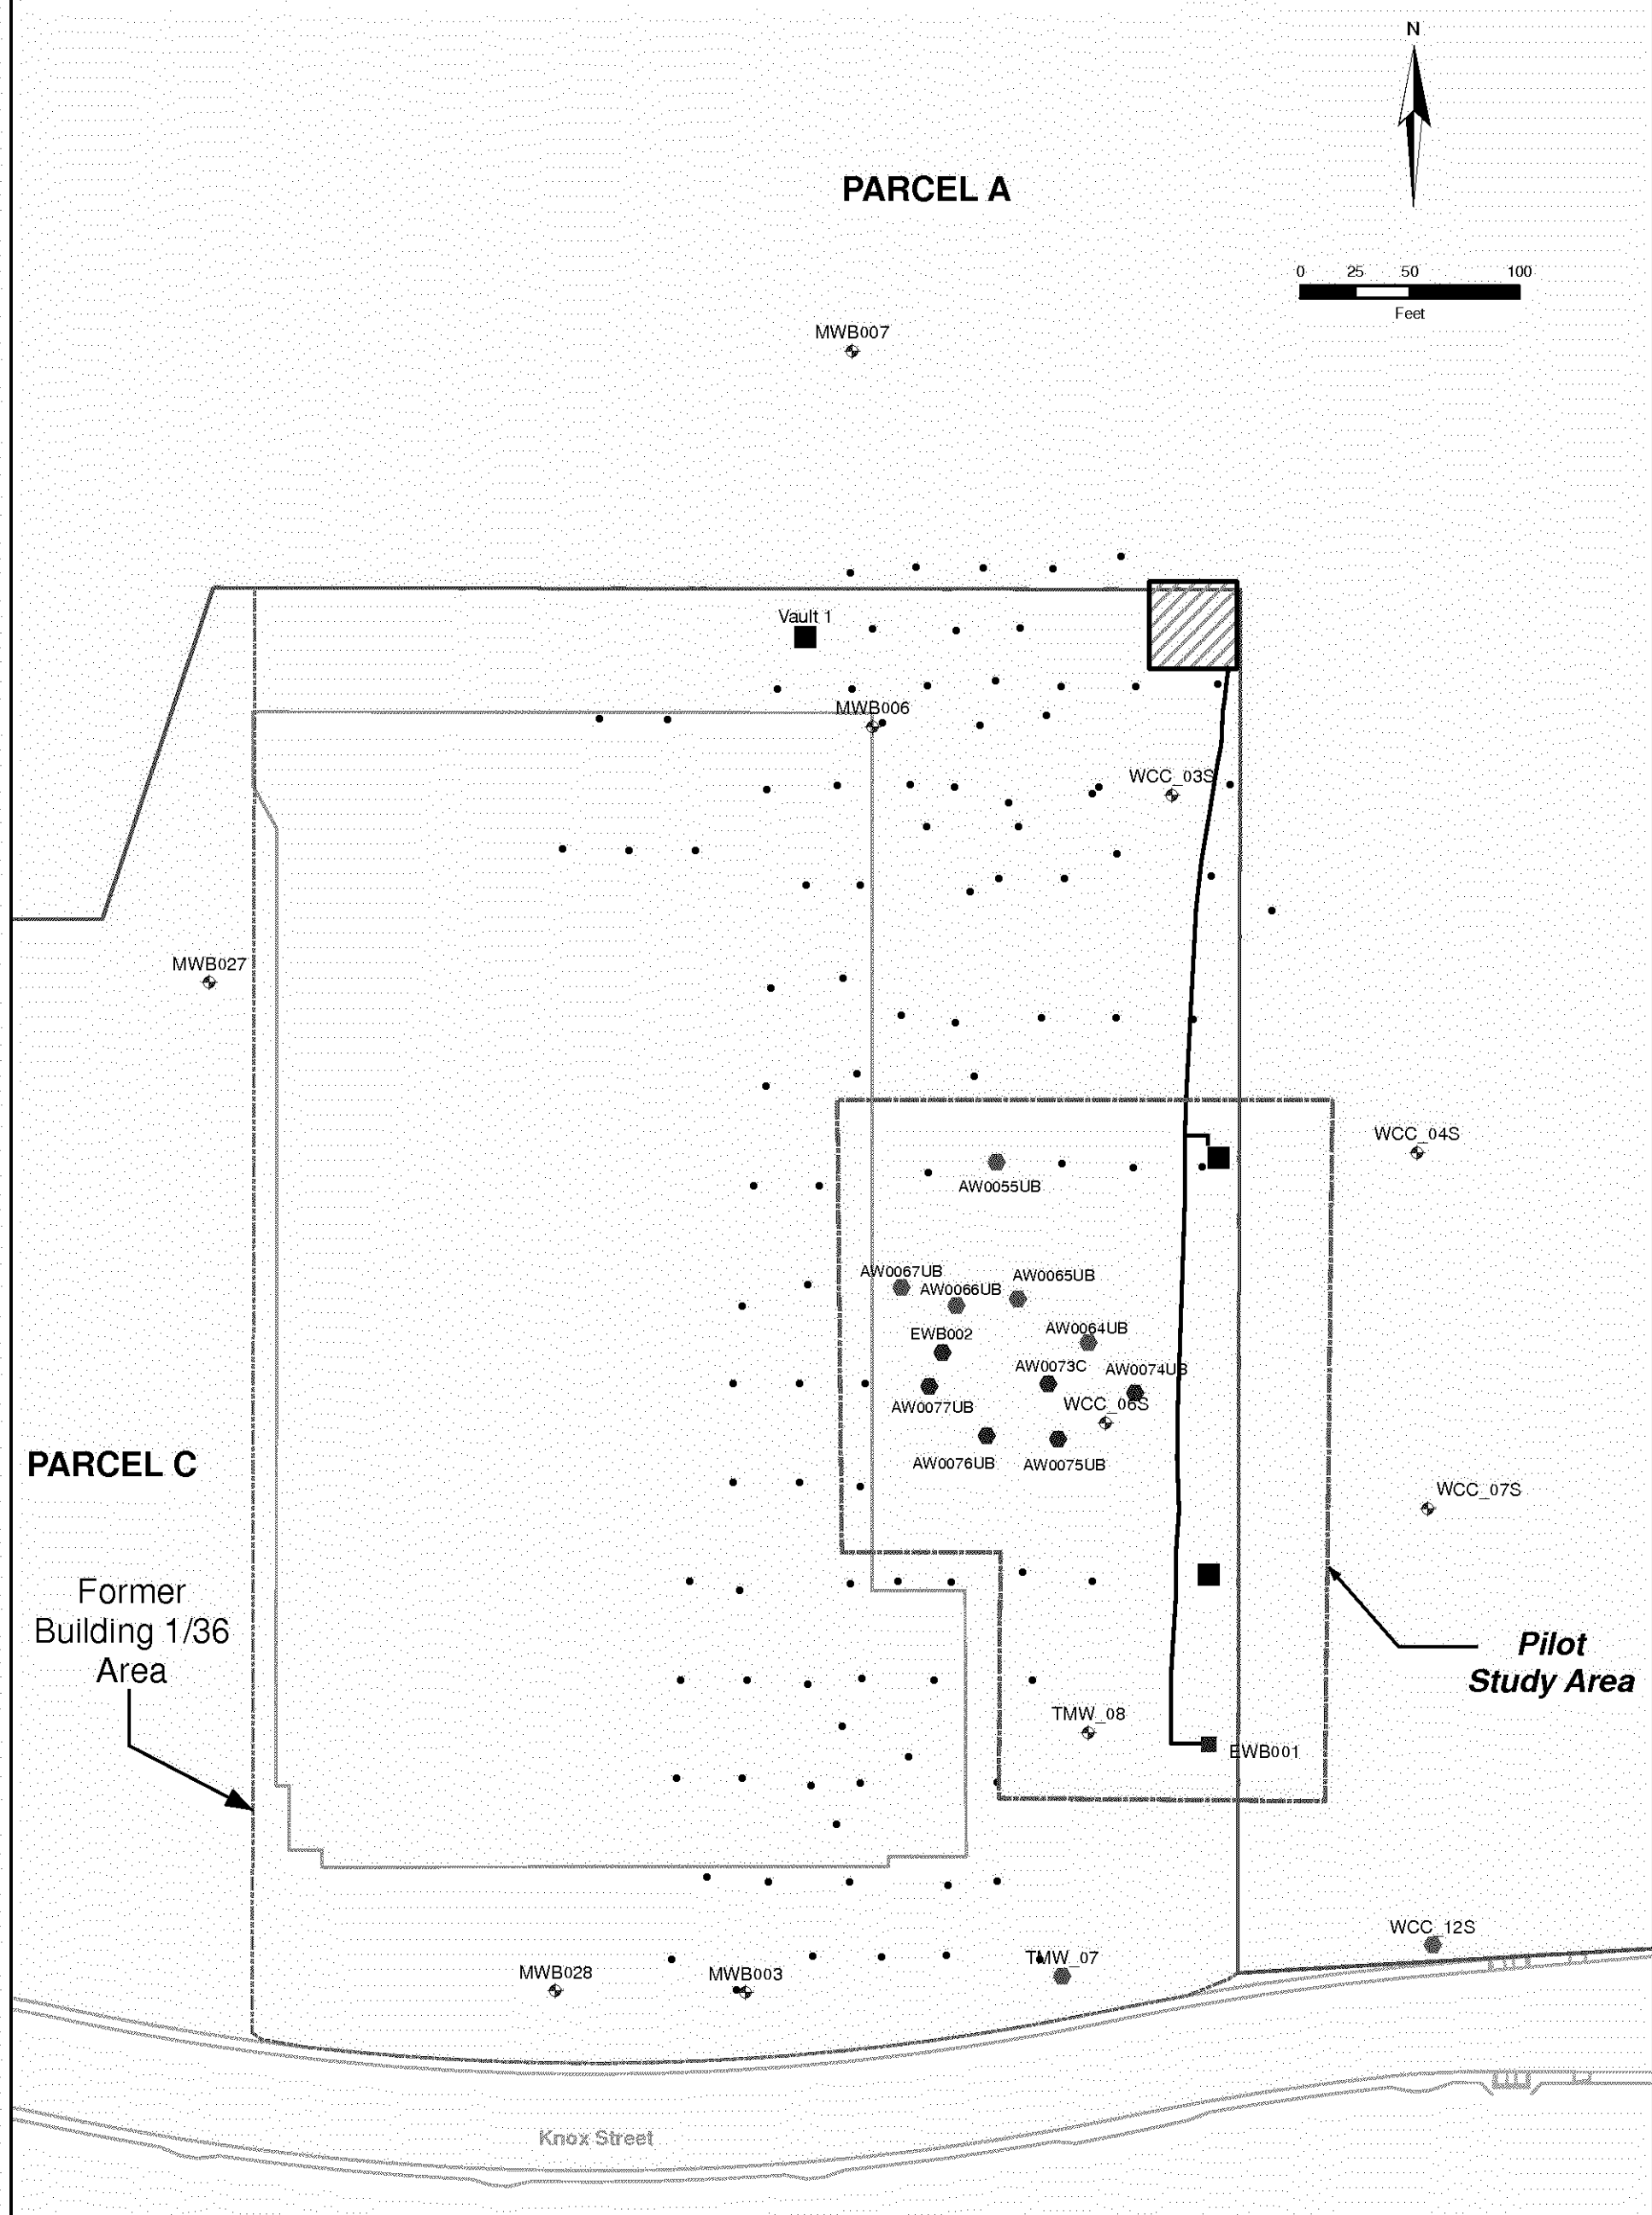 N
PARCEL A
0 25 50 100
Feet
MWB007
Vault 1
MWB006
WCC_03S
MWB027
WCC_04S
AW0055UB
AW0067UB
AW0065UB
AW0066UB
AW0064UB
EWB002
AW0073C
AW0074UB
AW0077UB
WCC_06S
AW0076UB
AW0075UB
PARCEL C
WCC_07S
Former
Building 1/36
Area
Pilot
Study Area
TMW_08
EWB001
WCC_12S
TMW_07
MWB028
MWB003
Knox Street